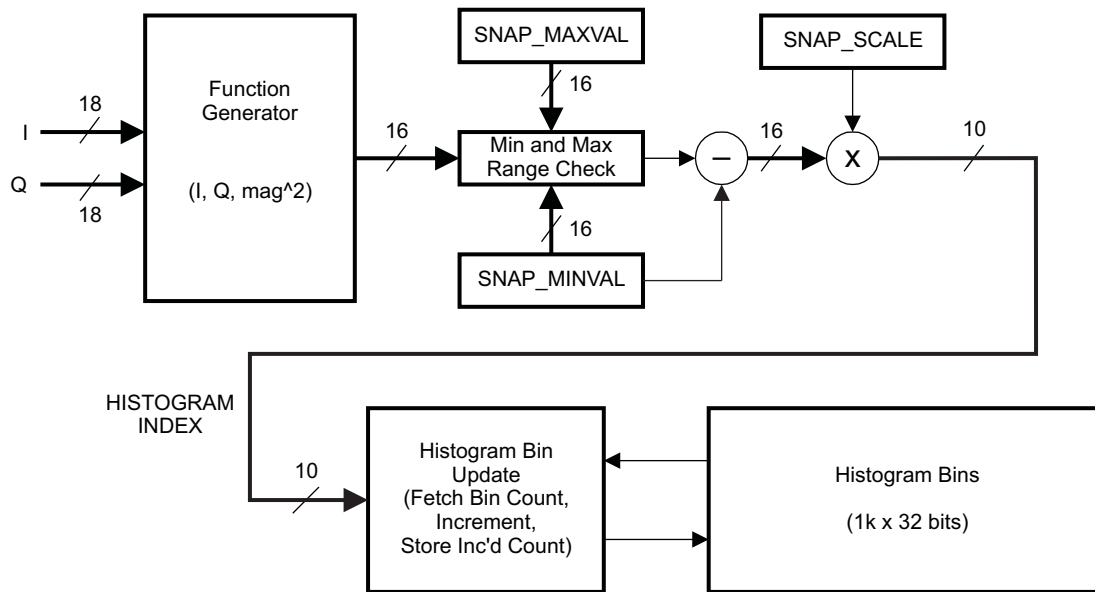 SNAP_MAXVAL
SNAP_SCALE
Function
Generator
(I, Q, mag^2)
I
18
Q
18
16
16
Min and Max
Range Check
16
SNAP_MINVAL
−
16
X
10
HISTOGRAM
INDEX
10
Histogram Bin
Update
(Fetch Bin Count,
Increment,
Store Inc'd Count)
Histogram Bins
(1k x 32 bits)